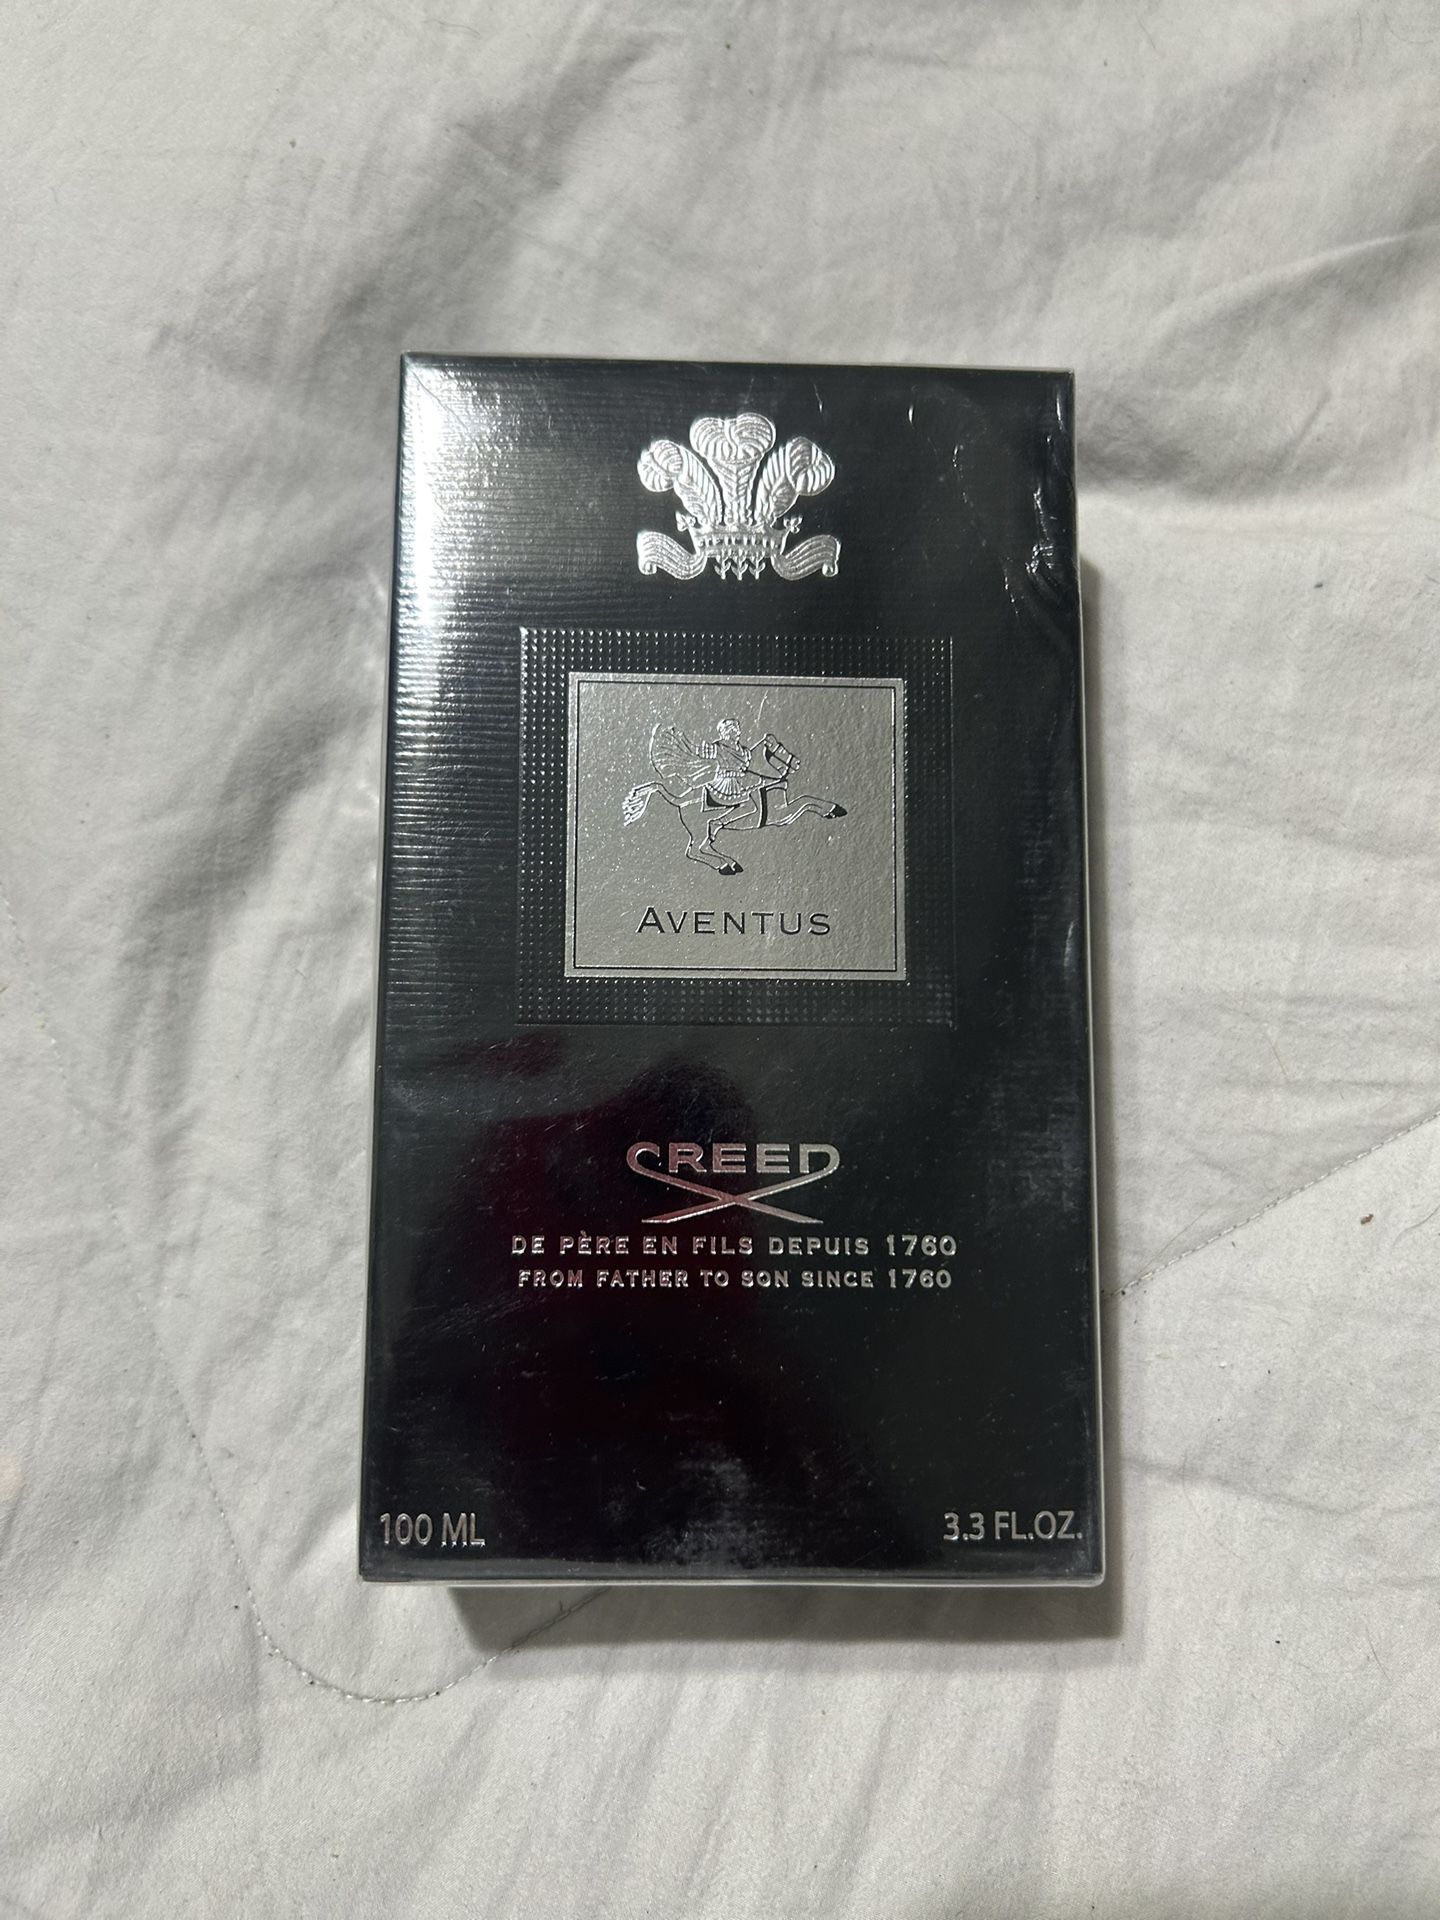 AVENTUS
CREED
DE PÈRE EN FILS DEPUIS 1760
FROM FATHER TO SON SINCE 1760
100 ML
3.3 FL.OZ.